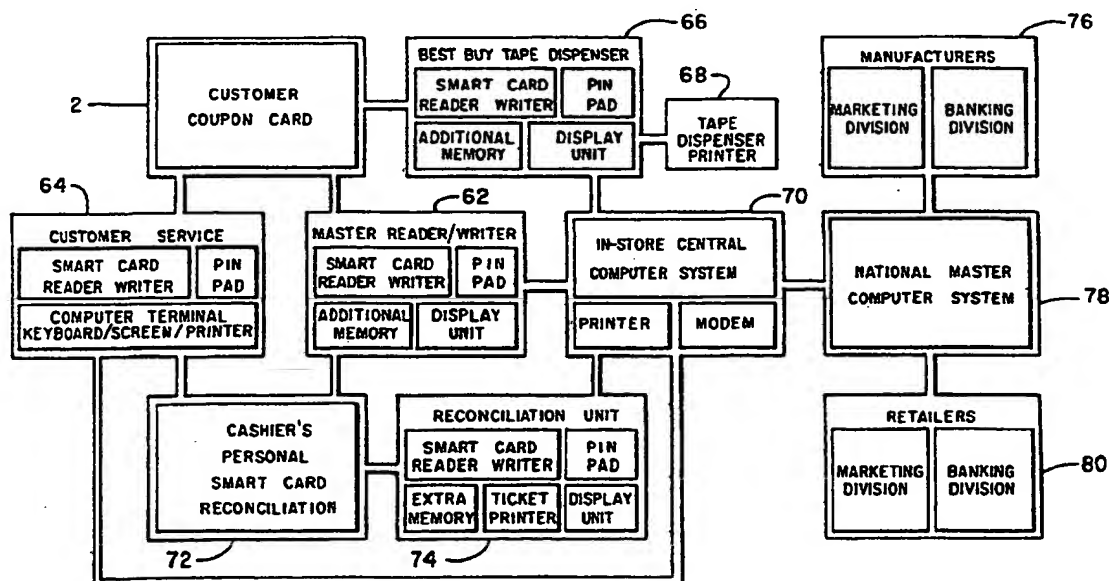 66
76
BEST BUY TAPE DISPENSER
SMART CARD
READER WRITER
PIN
PAD
ADDITIONAL
MEMORY
DISPLAY
UNIT
2
CUSTOMER
COUPON CARD
68
TAPE
DISPENSER
PRINTER
MANUFACTURERS
MARKETING
DIVISION
BANKING
DIVISION
64
CUSTOMER SERVICE
SMART CARD
READER WRITER
PIN
PAD
COMPUTER TERMINAL
KEYBOARD/SCREEN/PRINTER
62
MASTER READER/WRITER
SMART CARD
READER WRITER
PIN
PAD
ADDITIONAL
MEMORY
DISPLAY
UNIT
70
IN-STORE CENTRAL
COMPUTER SYSTEM
PRINTER
MODEM
NATIONAL MASTER
COMPUTER SYSTEM
78
CASHIER'S
PERSONAL
SMART CARD
RECONCILIATION
72
RECONCILIATION UNIT
SMART CARD
READER WRITER
PIN
PAD
EXTRA
MEMORY
TICKET
PRINTER
DISPLAY
UNIT
74
RETAILERS
MARKETING
DIVISION
BANKING
DIVISION
80